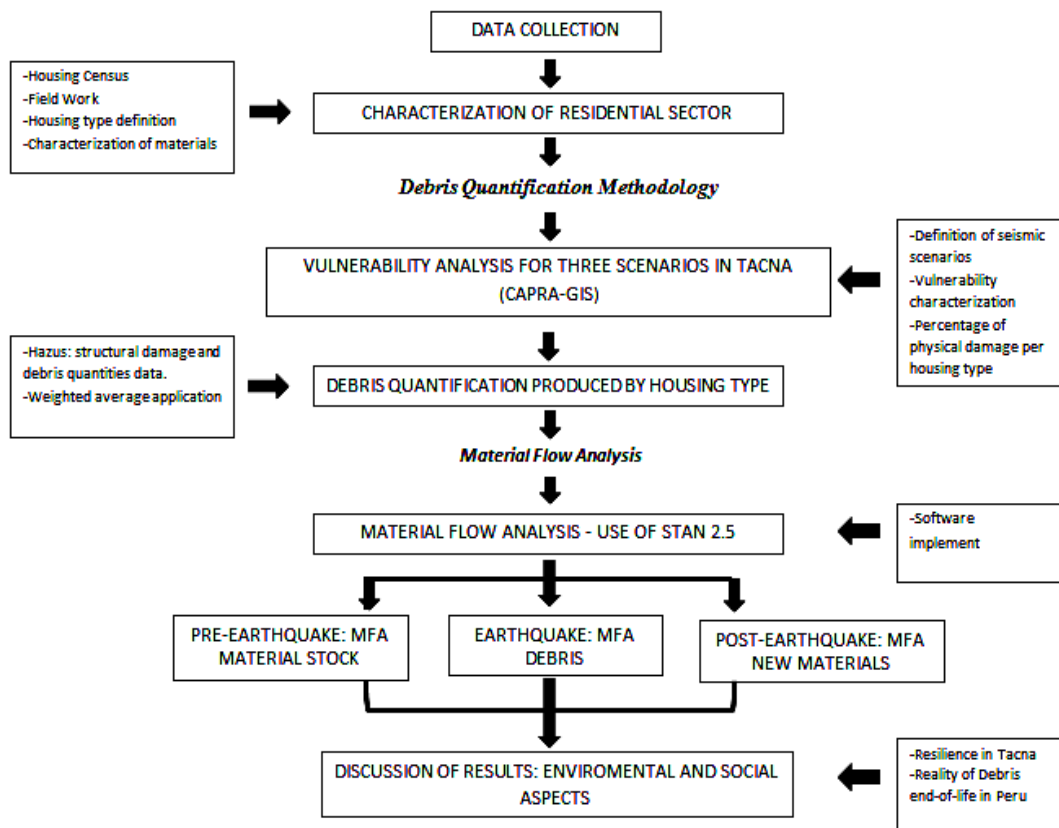 DATA COLLECTION
-Housing Census
-Field Work
-Housing type definition
-Characterization of materials
CHARACTERIZATION OF RESIDENTIAL SECTOR
Debris Quantification Methodology
VULNERABILITY ANALYSIS FOR THREE SCENARIOS IN TACNA
(CAPRA-GIS)
-Definition of seismic
scenarios
-Vulnerability
characterization
-Percentage of
physical damage per
housing type
-Hazus: structural damage and
debris quantities data.
-Weighted average application
DEBRIS QUANTIFICATION PRODUCED BY HOUSING TYPE
Material Flow Analysis
MATERIAL FLOW ANALYSIS - USE OF STAN 2.5
-Software
implement
PRE-EARTHQUAKE: MFA
MATERIAL STOCK
EARTHQUAKE: MFA
DEBRIS
POST-EARTHQUAKE: MFA
NEW MATERIALS
DISCUSSION OF RESULTS: ENVIROMENTAL AND SOCIAL
ASPECTS
-Resilience in Tacna
-Reality of Debris
end-of-life in Peru